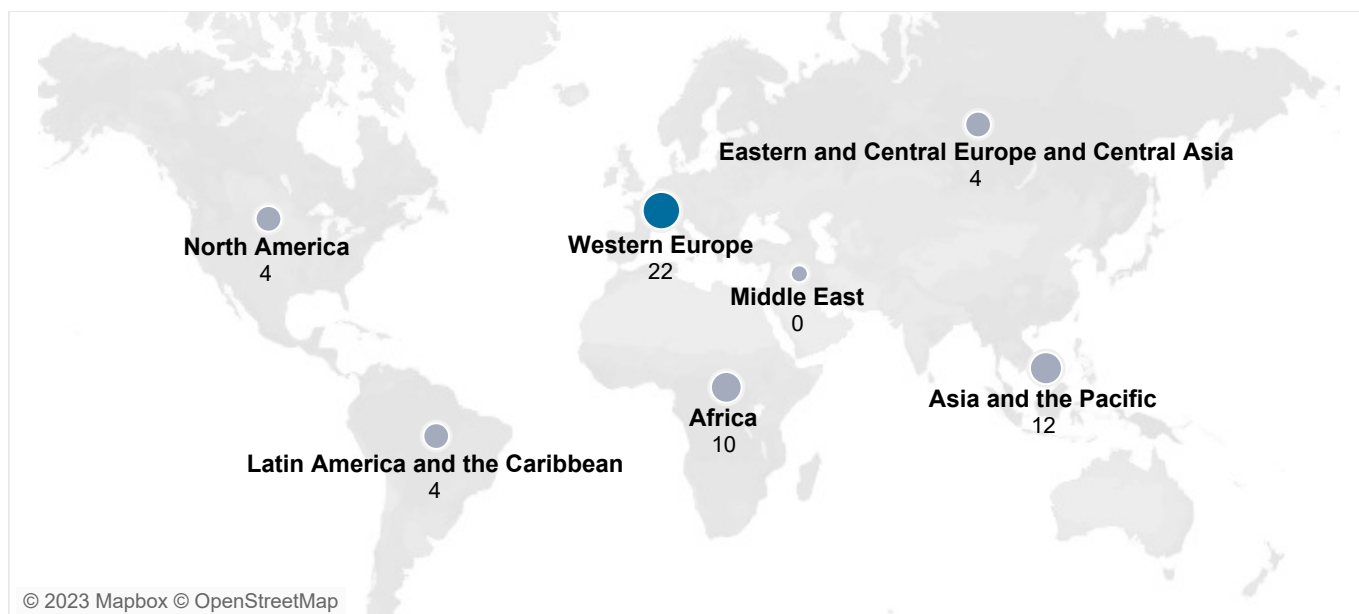 Eastern and Central Europe and Central Asia
4
North America
4
Western Europe
22
Middle East
0
Asia and the Pacific
12
Africa
10
Latin America and the Caribbean
4
© 2023 Mapbox © OpenStreetMap